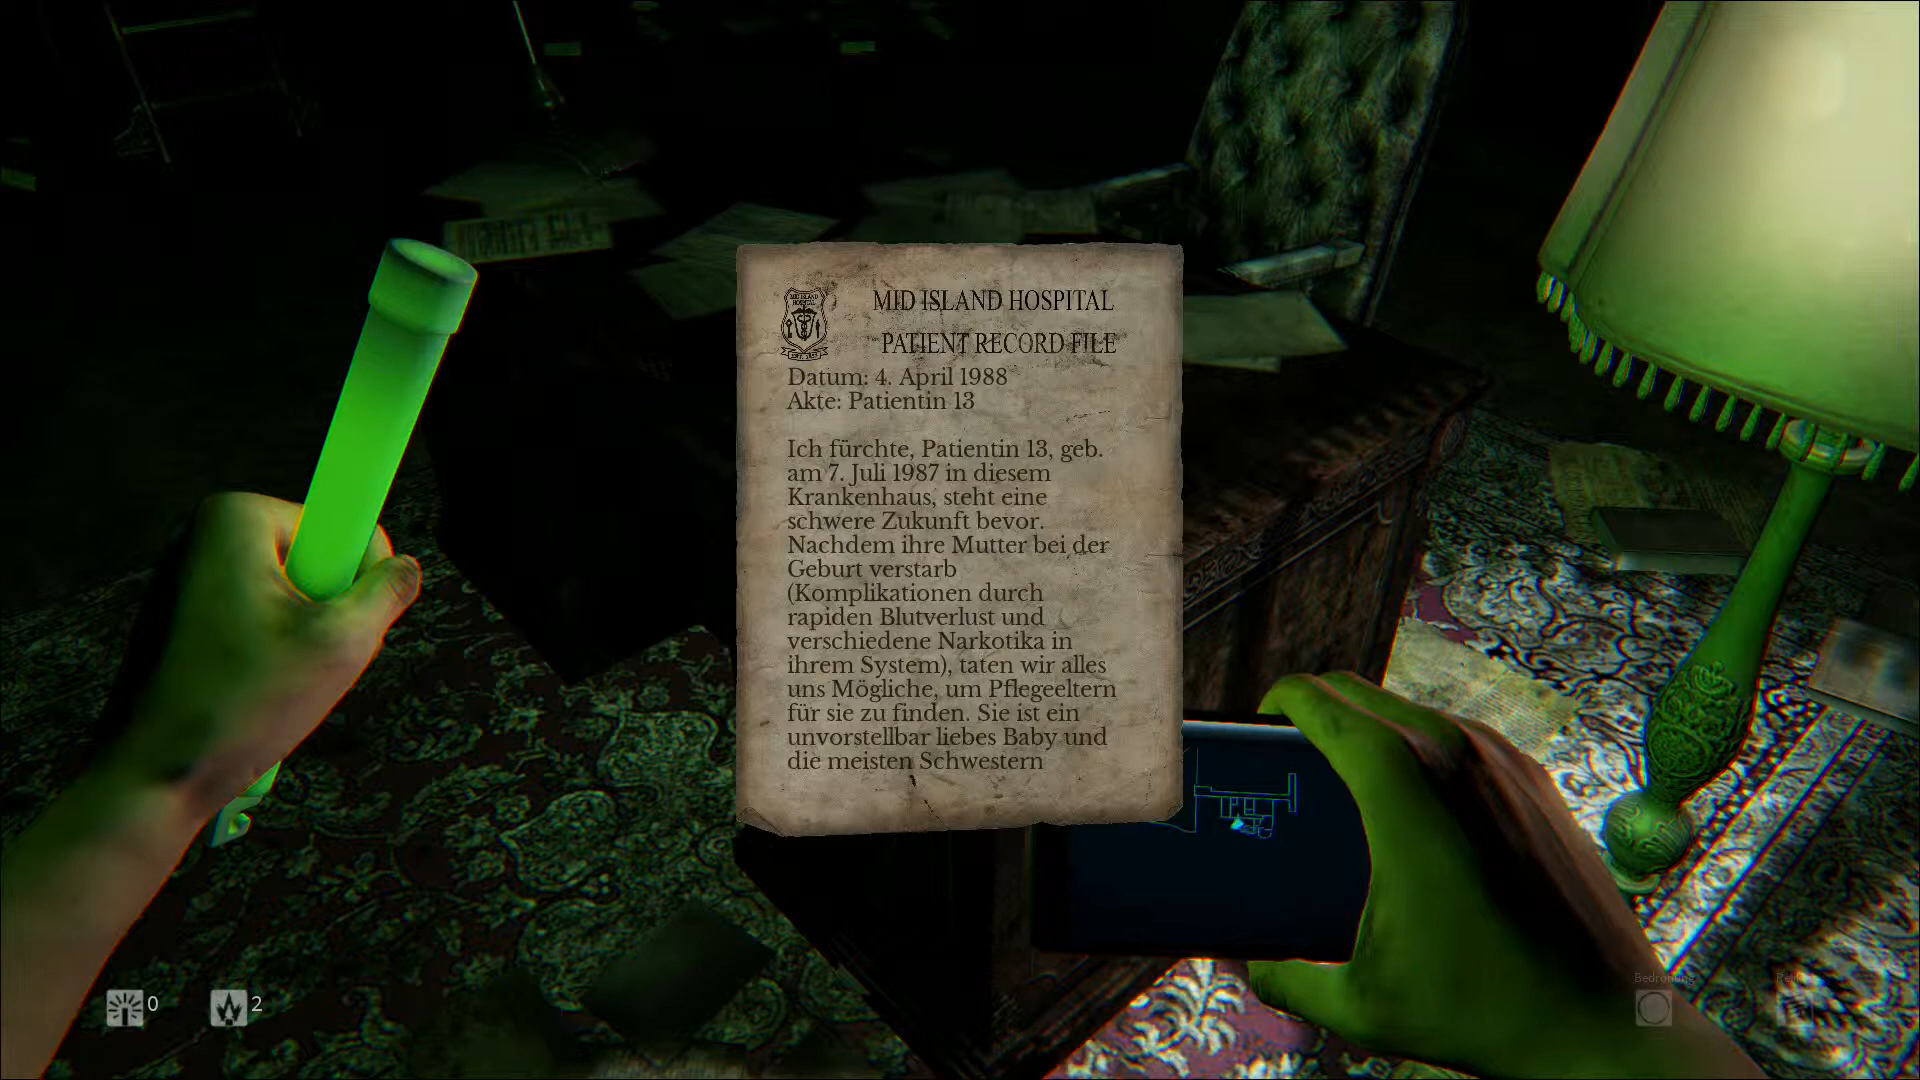 MID ISLAND HOSPITAL
PATIENT RECORD FILE
Datum: 4. April 1988
Akte: Patientin 13
Ich fürchte, Patientin 13, geb.
am 7. Juli 1987 in diesem
Krankenhaus, steht eine
schwere Zukunft bevor.
Nachdem ihre Mutter bei der
Geburt verstarb
(Komplikationen durch
rapiden Blutverlust und
verschiedene Narkotika in
ihrem System), taten wir alles
uns Mögliche, um Pflegeeltern
für sie zu finden. Sie ist ein
unvorstellbar liebes Baby und
die meisten Schwestern
0
2
Bedrohung